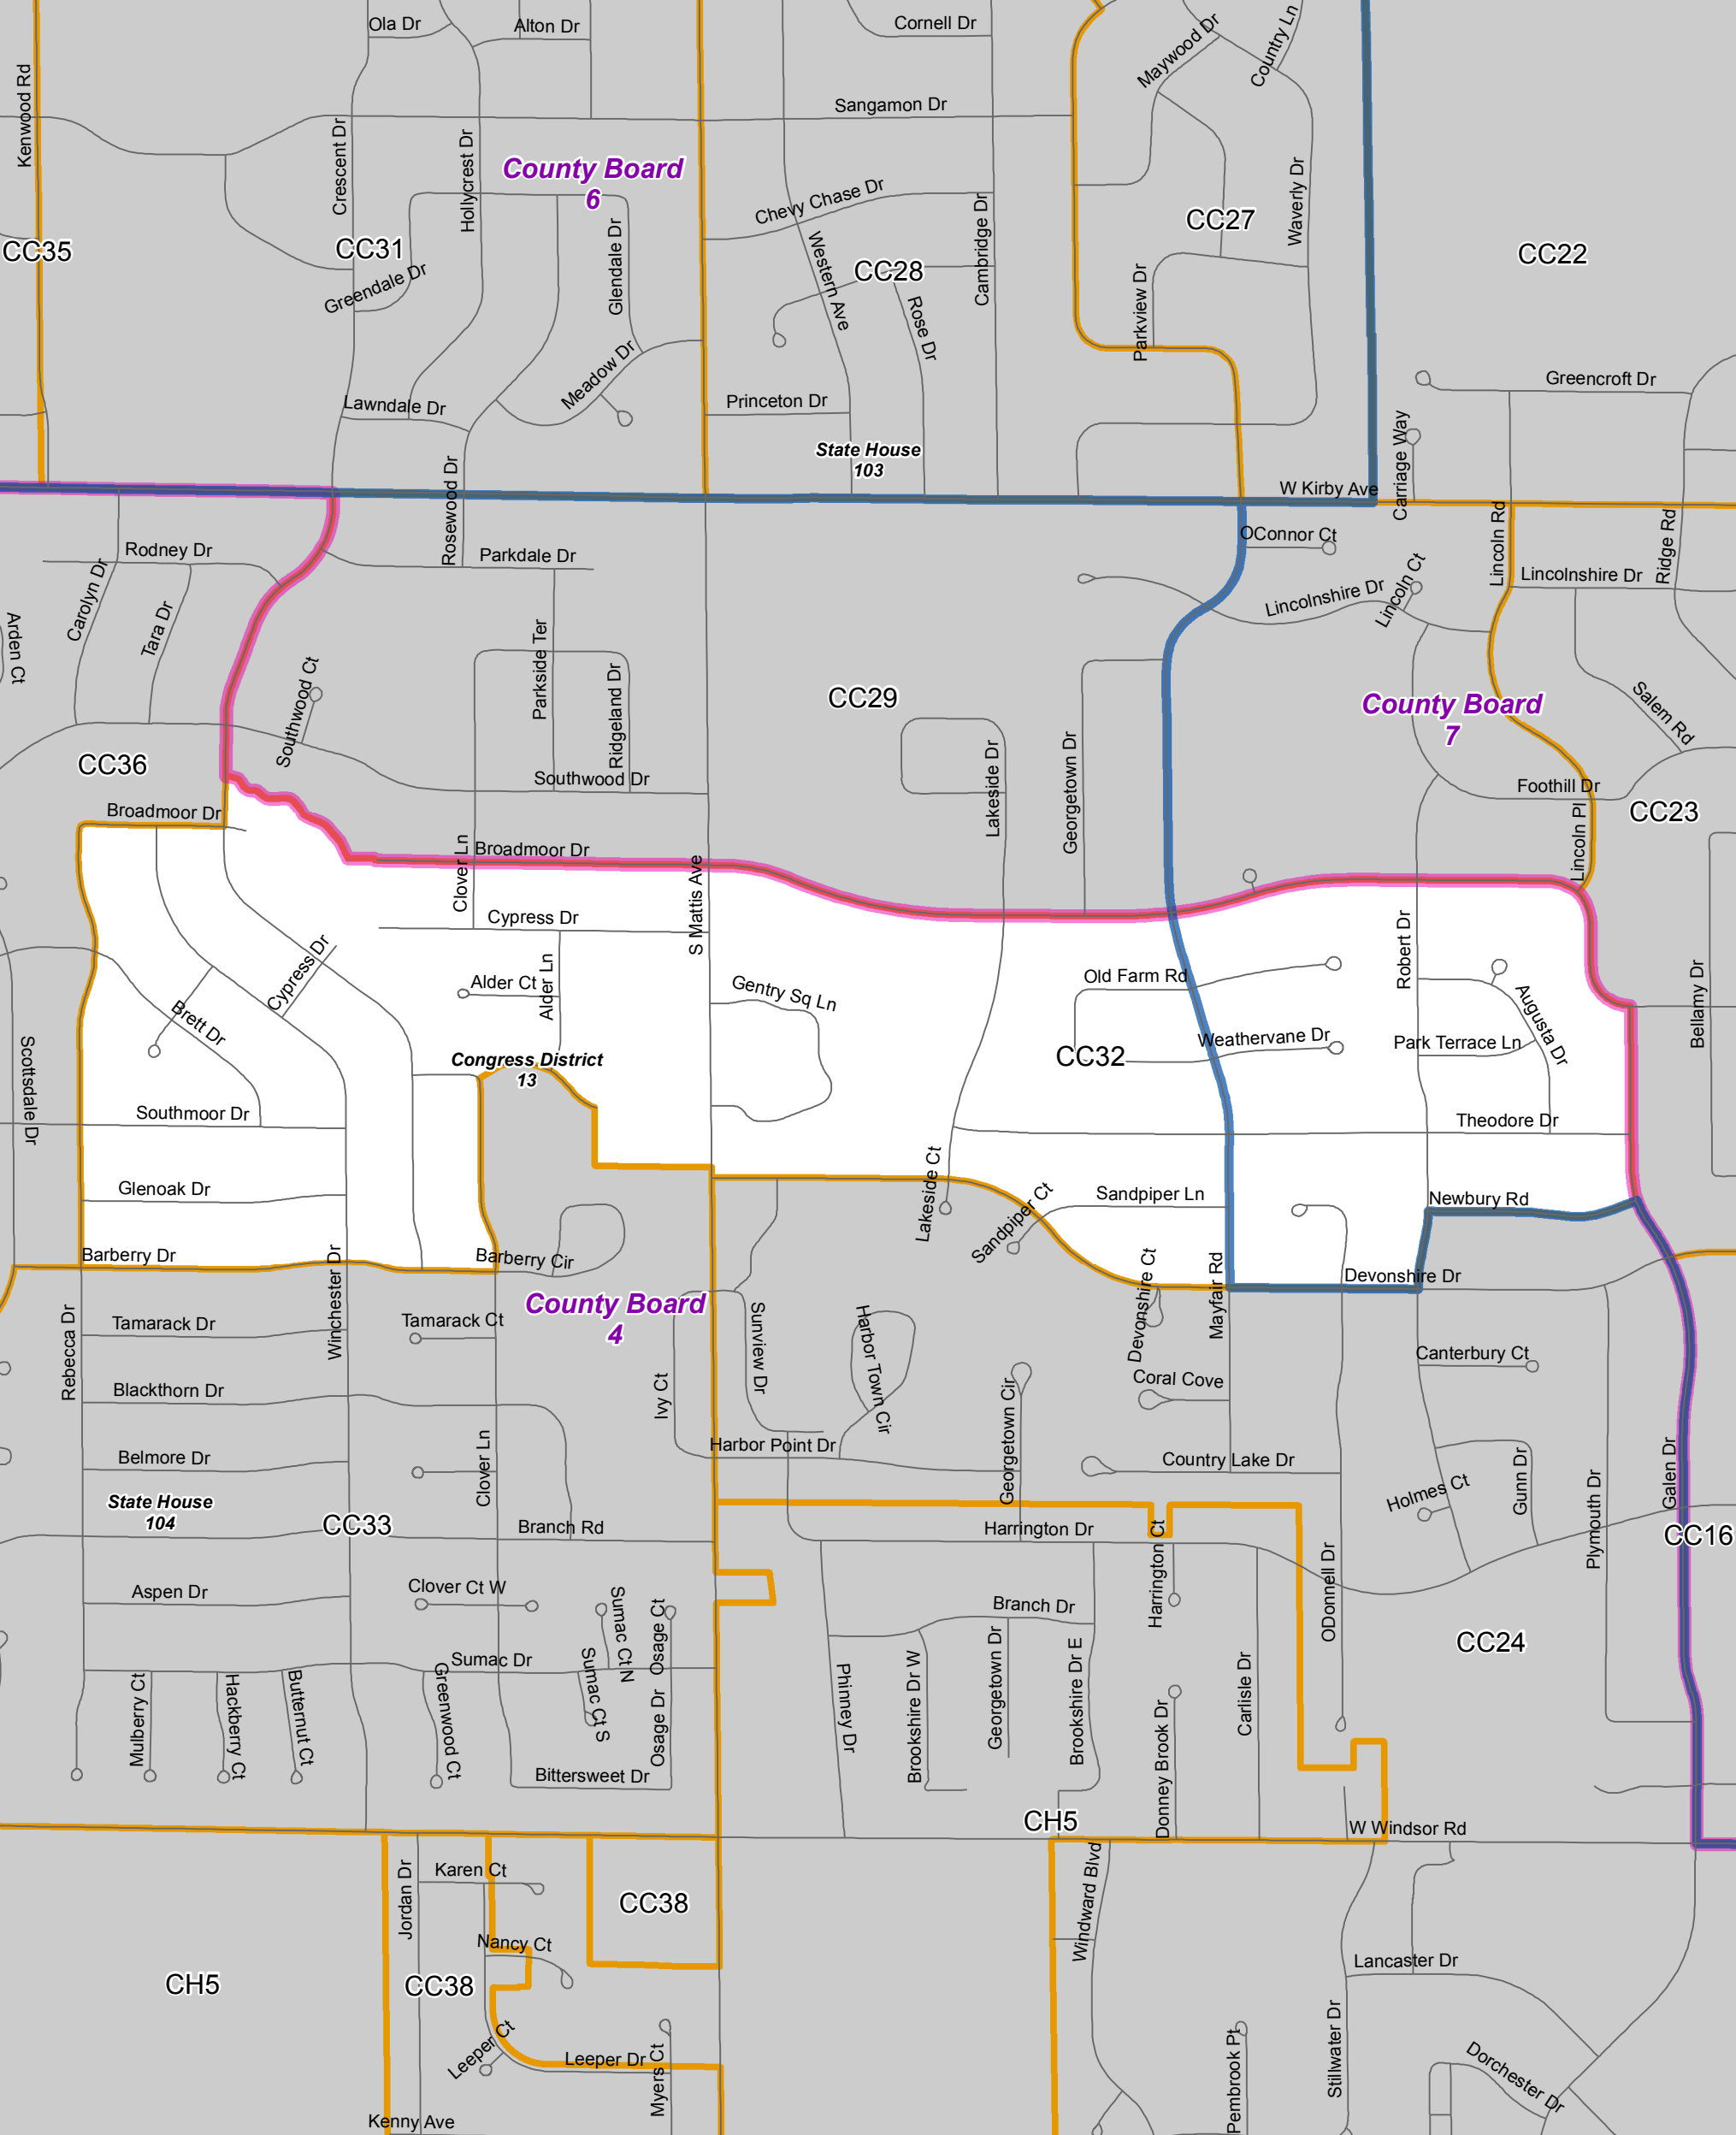 Ola Dr
Alton Dr
Cornell Dr
Maywood Dr
Country Ln
Kenwood Rd
Sangamon Dr
Crescent Dr
Hollycrest Dr
County Board
6
Chevy Chase Dr
Cambridge Dr
Waverly Dr
CC27
CC35
CC31
Greendale Dr
Glendale Dr
Western Ave
CC28
Rose Dr
Parkview Dr
CC22
Meadow Dr
Lawndale Dr
Princeton Dr
Greencroft Dr
State House
103
Carriage Way
Rosewood Dr
W Kirby Ave
Rodney Dr
Parkdale Dr
OConnor Ct
Lincoln Rd
Ridge Rd
Carolyn Dr
Tara Dr
Arden Ct
Lincolnshire Dr
Lincoln Ct
Lincolnshire Dr
Southwood Ct
Parkside Ter
Ridgeland Dr
CC29
County Board
7
Salem Rd
CC36
Southwood Dr
Lakeside Dr
Georgetown Dr
Foothill Dr
CC23
Broadmoor Dr
Clover Ln
Broadmoor Dr
S Mattis Ave
Lincoln Pl
Cypress Dr
Cypress Dr
Robert Dr
Alder Ct
Alder Ln
Gentry Sq Ln
Old Farm Rd
Augusta Dr
Bellamy Dr
Brett Dr
Scottsdale Dr
Congress District
13
CC32
Weathervane Dr
Park Terrace Ln
Southmoor Dr
Theodore Dr
Glenoak Dr
Lakeside Ct
Sandpiper Ct
Sandpiper Ln
Newbury Rd
Barberry Dr
Winchester Dr
Barberry Cir
Devonshire Ct
Mayfair Rd
Devonshire Dr
Rebecca Dr
Tamarack Dr
Tamarack Ct
County Board
4
Sunview Dr
Harbor Town Cir
Canterbury Ct
Blackthorn Dr
Ivy Ct
Georgetown Cir
Coral Cove
Belmore Dr
Clover Ln
Harbor Point Dr
Country Lake Dr
Galen Dr
State House
104
CC33
Branch Rd
Harrington Dr
Holmes Ct
Gunn Dr
Plymouth Dr
CC16
Aspen Dr
Clover Ct W
Sumac Ct N
Osage Ct
Branch Dr
Harrington Ct
ODonnell Dr
Sumac Dr
Sumac Ct S
CC24
Mulberry Ct
Hackberry Ct
Butternut Ct
Greenwood Ct
Osage Dr
Phinney Dr
Brookshire Dr W
Georgetown Dr
Brookshire Dr E
Donney Brook Dr
Carlisle Dr
Bittersweet Dr
CH5
W Windsor Rd
Jordan Dr
Karen Ct
CC38
Windward Blvd
Nancy Ct
Lancaster Dr
CH5
CC38
Leeper Ct
Leeper Dr
Myers Ct
Pembrook Pt
Stillwater Dr
Dorchester Dr
Kenny Ave